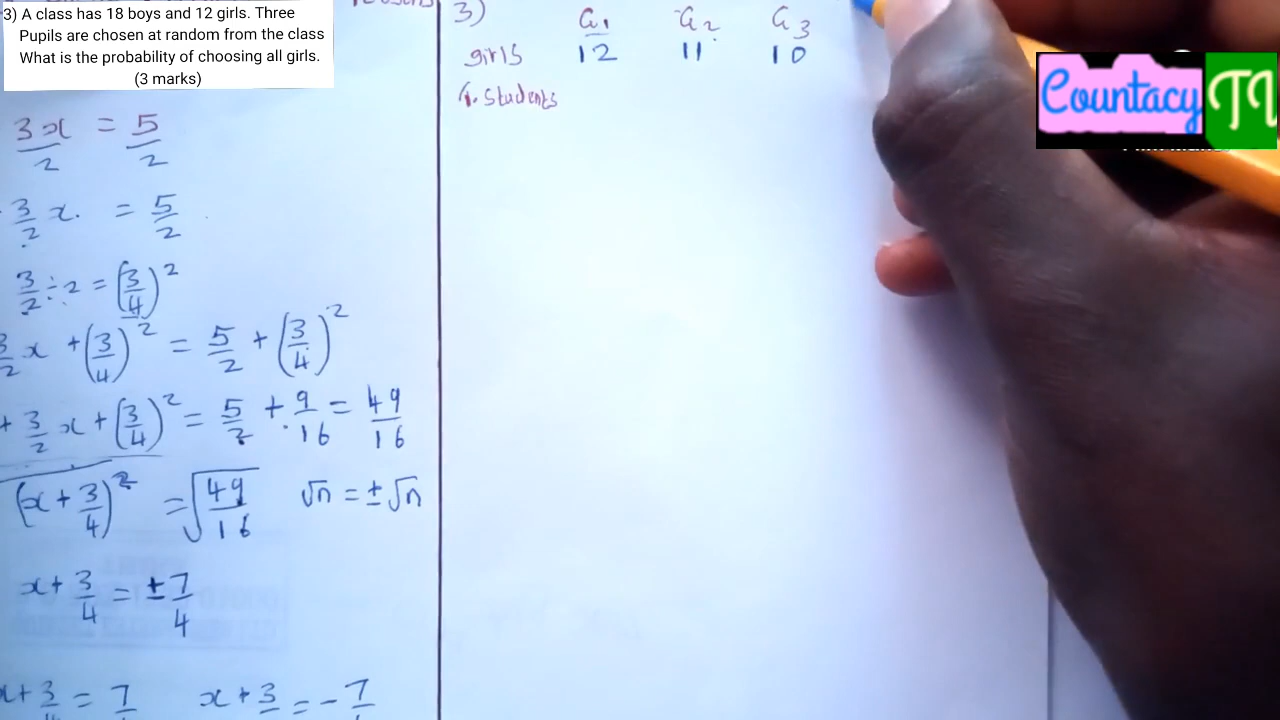 3) A class has 18 boys and 12 girls. Three
Pupils are chosen at random from the class
What is the probability of choosing all girls.
(3 marks)
3x/2 = 5/2
3/2 x. = 5/2
3/2 ÷ 2 = (3/4)²
3/2 x + (3/4)² = 5/2 + (3/4)²
+ 3/2 x + (3/4)² = 5/2 + 9/16 = 49/16
(x + 3/4)² = √49/16 √n = ±√n
x + 3/4 = ± 7/4
x + 3/4 = 7 x + 3 = - 7
3)
G1 G2 G3
girls 12 11 10
students
Countacy TV